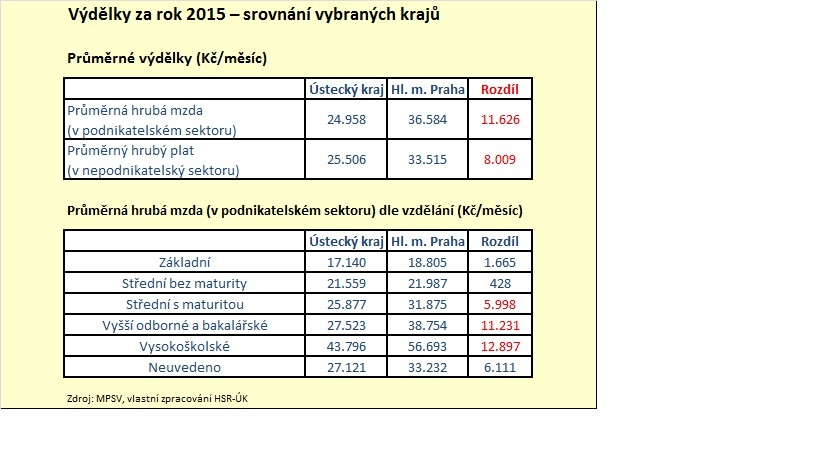 Výdělky za rok 2015 – srovnání vybraných krajů
Průměrné výdělky (Kč/měsíc)
Ústecký kraj Hl. m. Praha Rozdíl
Průměrná hrubá mzda
(v podnikatelském sektoru) 24.958 36.584 11.626
Průměrný hrubý plat
(v nepodnikatelský sektoru) 25.506 33.515 8.009
Průměrná hrubá mzda (v podnikatelském sektoru) dle vzdělání (Kč/měsíc)
Ústecký kraj Hl. m. Praha Rozdíl
Základní 17.140 18.805 1.665
Střední bez maturity 21.559 21.987 428
Střední s maturitou 25.877 31.875 5.998
Vyšší odborné a bakalářské 27.523 38.754 11.231
Vysokoškolské 43.796 56.693 12.897
Neuvedeno 27.121 33.232 6.111
Zdroj: MPSV, vlastní zpracování HSR-ÚK